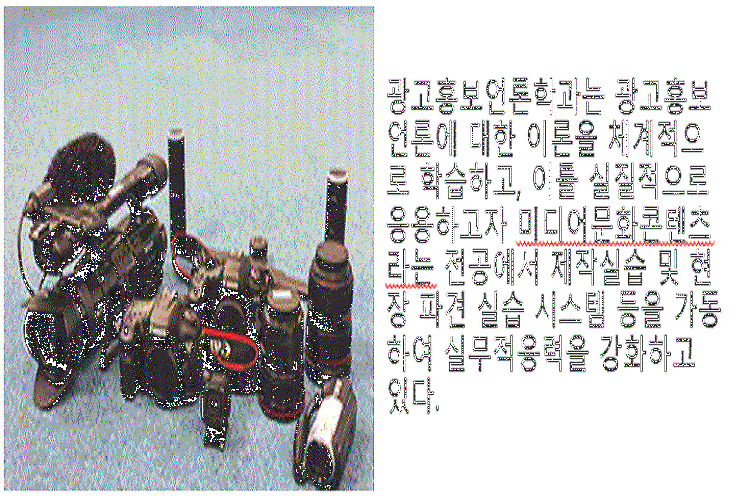 광고홍보언론학과는 광고홍보
언론에 대한 이론을 체계적으
로 학습하고, 이를 실질적으로
응용하고자 미디어문화콘텐츠
라는 전공에서 제작실습 및 현
장 파견 실습 시스템 등을 가동
하여 실무적응력을 강화하고
있다.